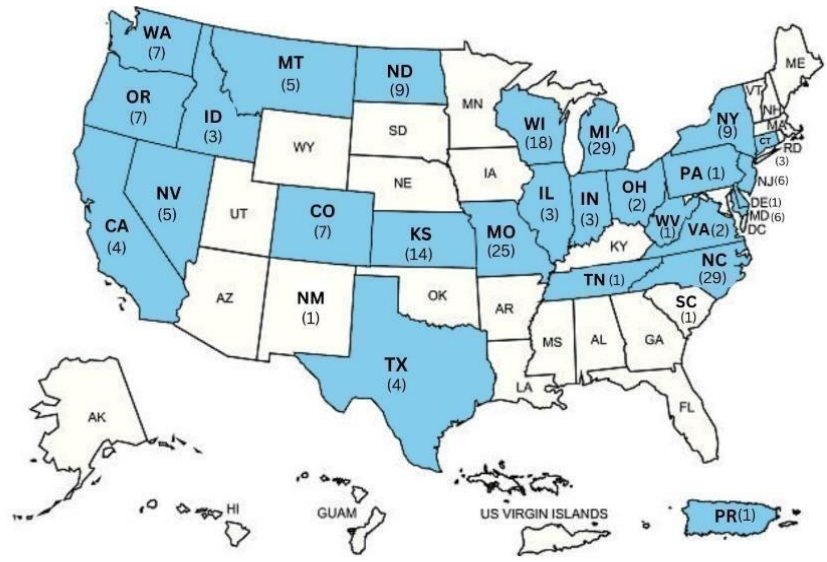 WA
(7)
MT
(5)
ND
(9)
MN
ME
VT
NH
OR
(7)
ID
(3)
SD
WI
(18)
MI
(29)
NY
(9)
MA
CT
RD
(3)
WY
IA
NE
PA (1)
NJ(6)
NV
(5)
UT
CO
(7)
IL
(3)
IN
(3)
OH
(2)
DE(1)
MD (6)
DC
CA
(4)
KS
(14)
MO
(25)
WV
(1)
VA(2)
KY
NC
(29)
TN (1)
AZ
NM
(1)
OK
AR
SC
(1)
MS
AL
GA
TX
(4)
LA
FL
AK
HI
GUAM
US VIRGIN ISLANDS
PR(1)